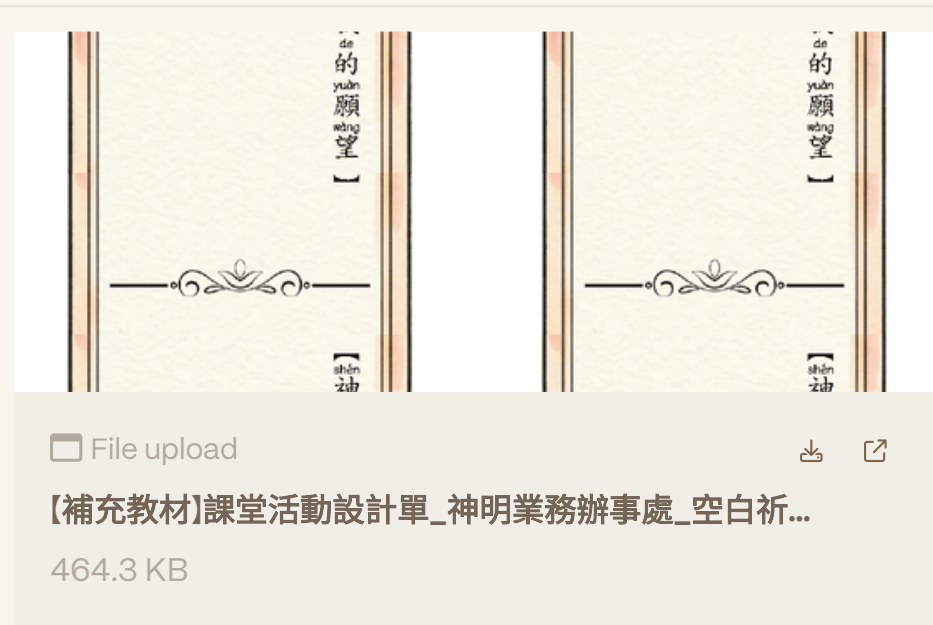 de
的
yuàn
願
wàng
望
】
【
shén
神
de
的
yuàn
願
wàng
望
】
【
shén
神
File upload
【補充教材】課堂活動設計單_神明業務辦事處_空白祈...
464.3 KB